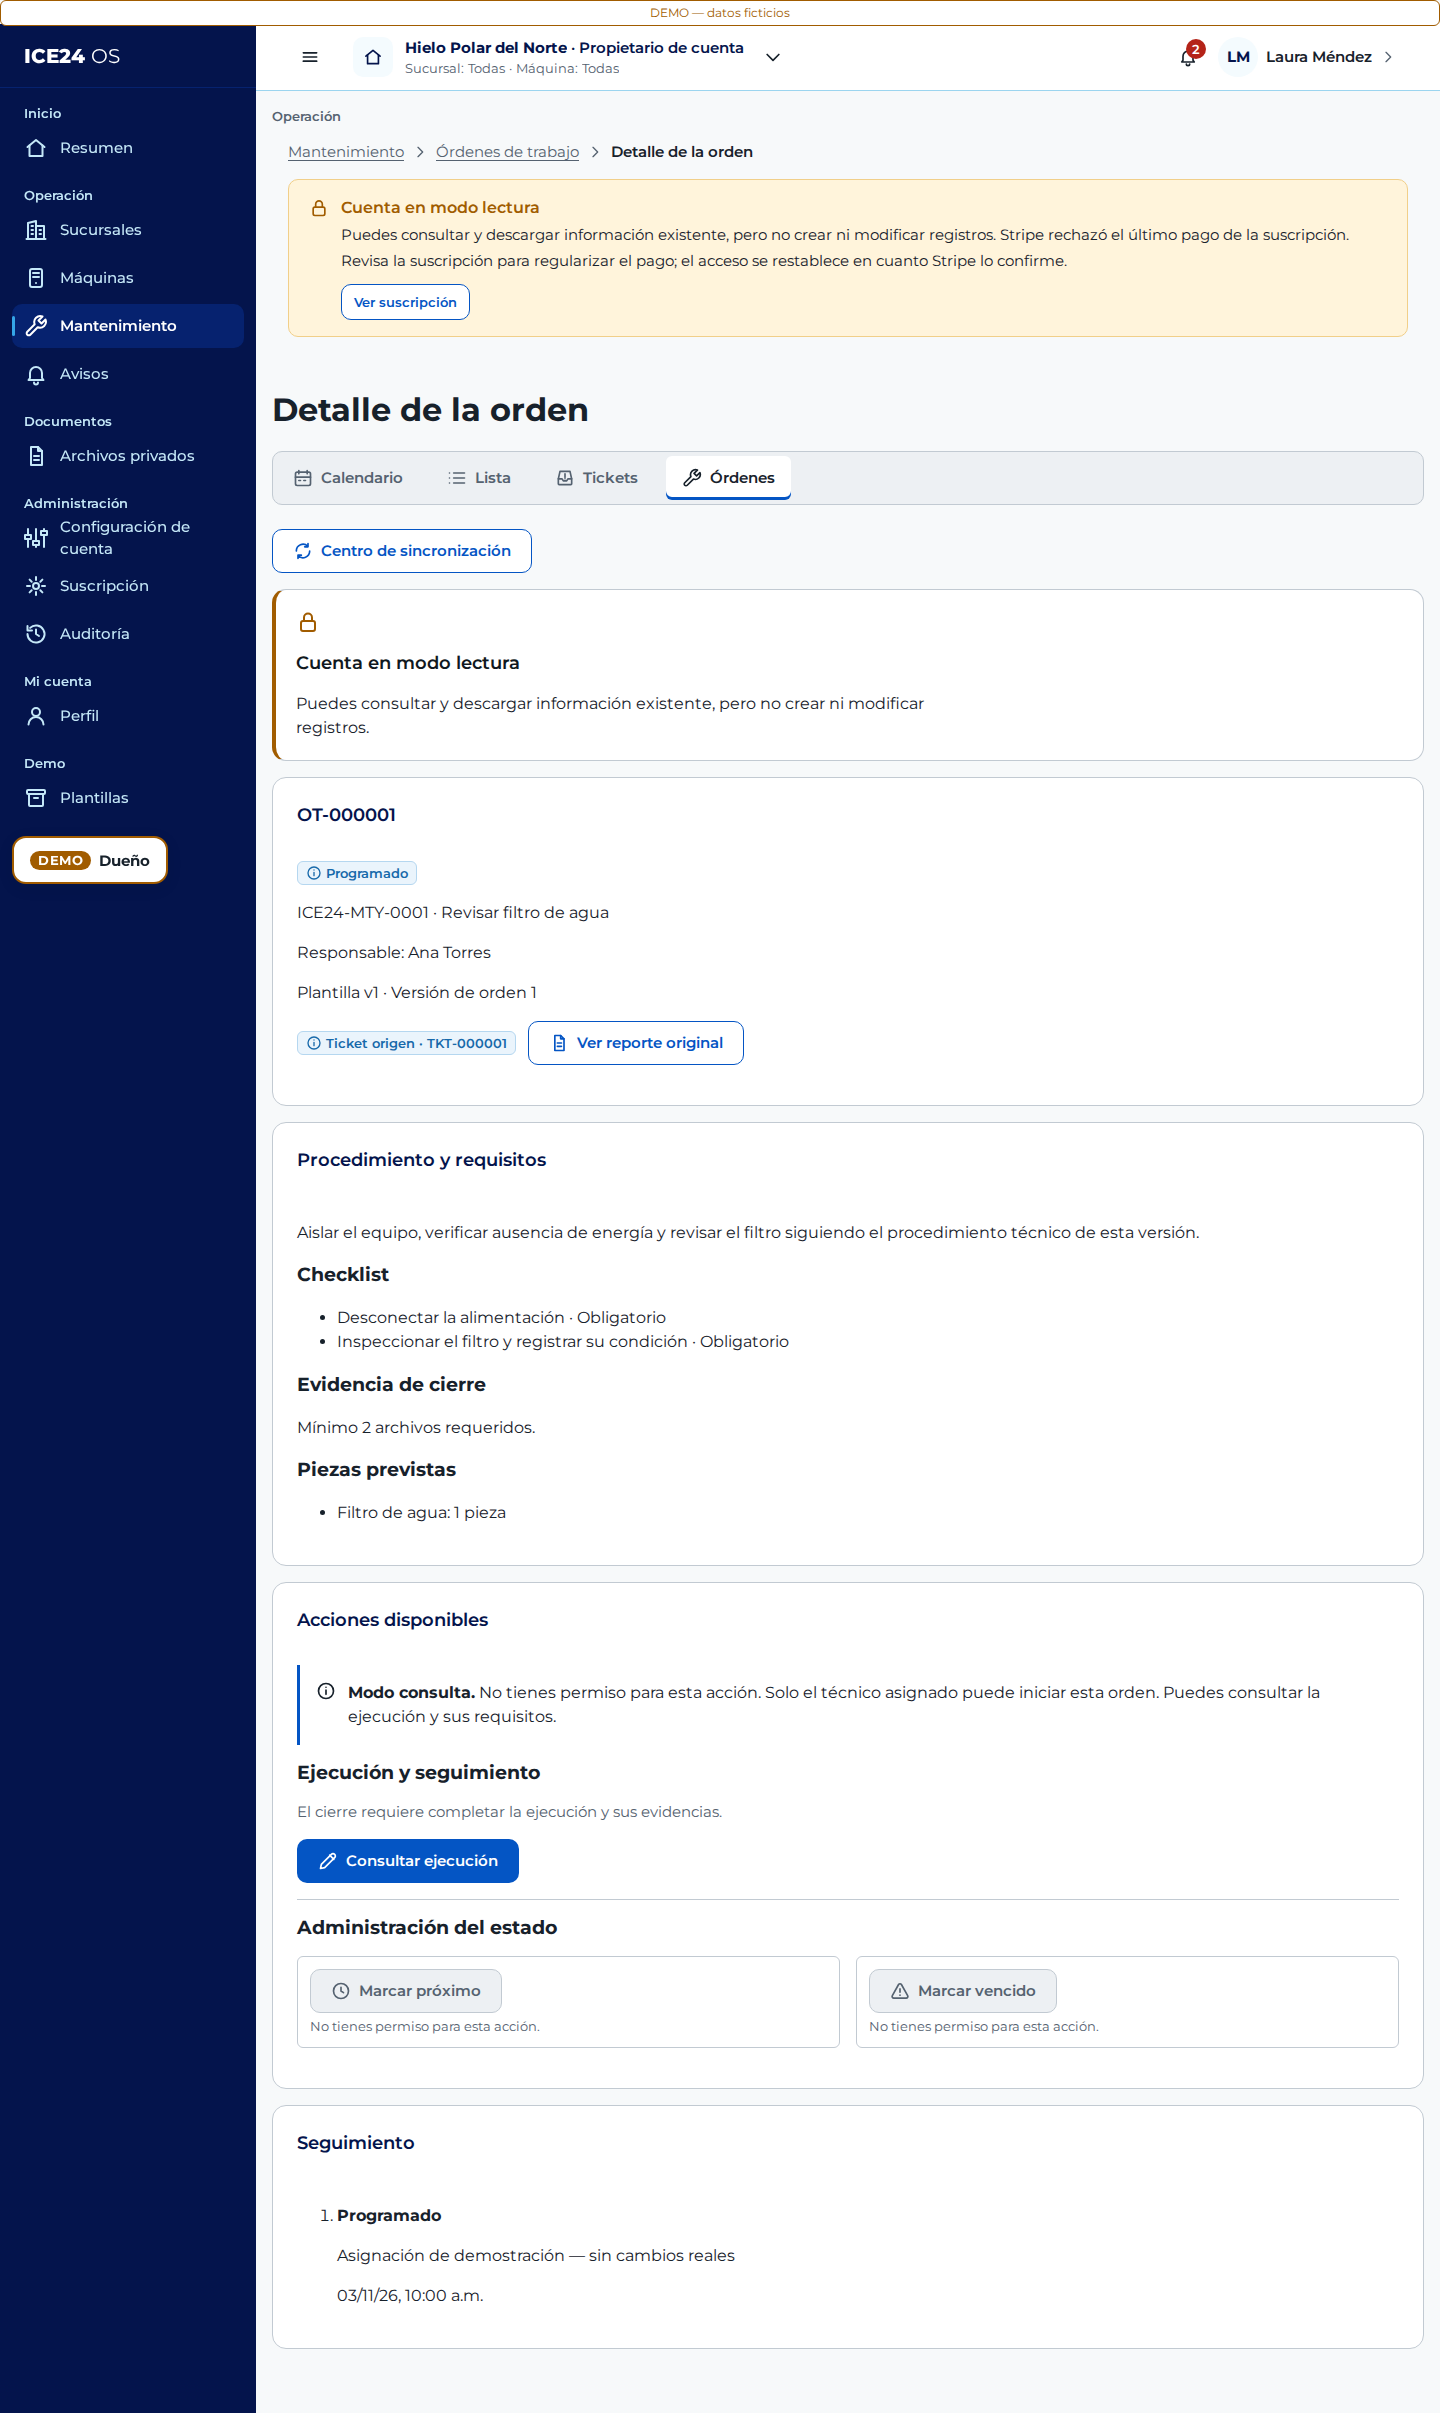 DEMO — datos ficticios
ICE24 OS
Inicio
Resumen
Operación
Sucursales
Máquinas
Mantenimiento
Avisos
Documentos
Archivos privados
Administración
Configuración de
cuenta
Suscripción
Auditoría
Mi cuenta
Perfil
Demo
Plantillas
DEMO Dueño
Hielo Polar del Norte · Propietario de cuenta
Sucursal: Todas · Máquina: Todas
2
LM Laura Méndez
Operación
Mantenimiento > Órdenes de trabajo > Detalle de la orden
Cuenta en modo lectura
Puedes consultar y descargar información existente, pero no crear ni modificar registros. Stripe rechazó el último pago de la suscripción.
Revisa la suscripción para regularizar el pago; el acceso se restablece en cuanto Stripe lo confirme.
Ver suscripción
Detalle de la orden
Calendario Lista Tickets Órdenes
Centro de sincronización
Cuenta en modo lectura
Puedes consultar y descargar información existente, pero no crear ni modificar
registros.
OT-000001
Programado
ICE24-MTY-0001 · Revisar filtro de agua
Responsable: Ana Torres
Plantilla v1 · Versión de orden 1
Ticket origen · TKT-000001 Ver reporte original
Procedimiento y requisitos
Aislar el equipo, verificar ausencia de energía y revisar el filtro siguiendo el procedimiento técnico de esta versión.
Checklist
• Desconectar la alimentación · Obligatorio
• Inspeccionar el filtro y registrar su condición · Obligatorio
Evidencia de cierre
Mínimo 2 archivos requeridos.
Piezas previstas
• Filtro de agua: 1 pieza
Acciones disponibles
Modo consulta. No tienes permiso para esta acción. Solo el técnico asignado puede iniciar esta orden. Puedes consultar la
ejecución y sus requisitos.
Ejecución y seguimiento
El cierre requiere completar la ejecución y sus evidencias.
Consultar ejecución
Administración del estado
Marcar próximo
No tienes permiso para esta acción.
Marcar vencido
No tienes permiso para esta acción.
Seguimiento
1. Programado
Asignación de demostración — sin cambios reales
03/11/26, 10:00 a.m.